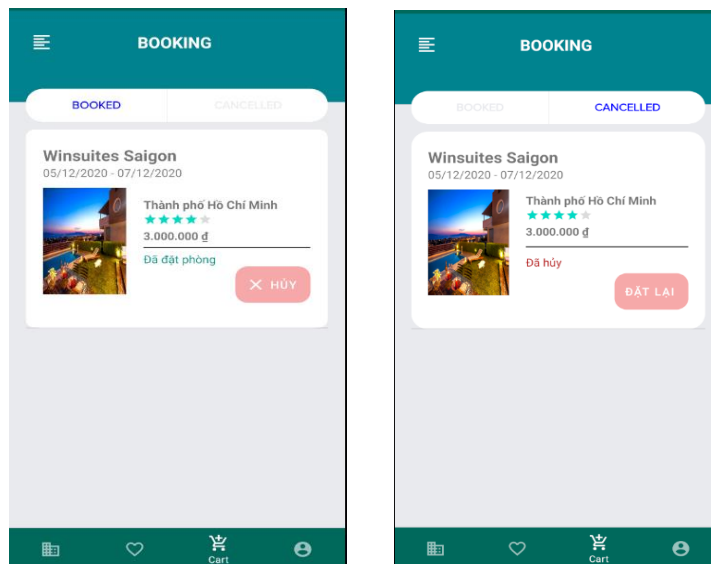 BOOKING
BOOKED CANCELLED
Winsuites Saigon
05/12/2020 - 07/12/2020
Thành phố Hồ Chí Minh
3.000.000 ₫
Đã đặt phòng
HỦY
Cart
BOOKING
BOOKED CANCELLED
Winsuites Saigon
05/12/2020 - 07/12/2020
Thành phố Hồ Chí Minh
3.000.000 ₫
Đã hủy
ĐẶT LẠI
Cart